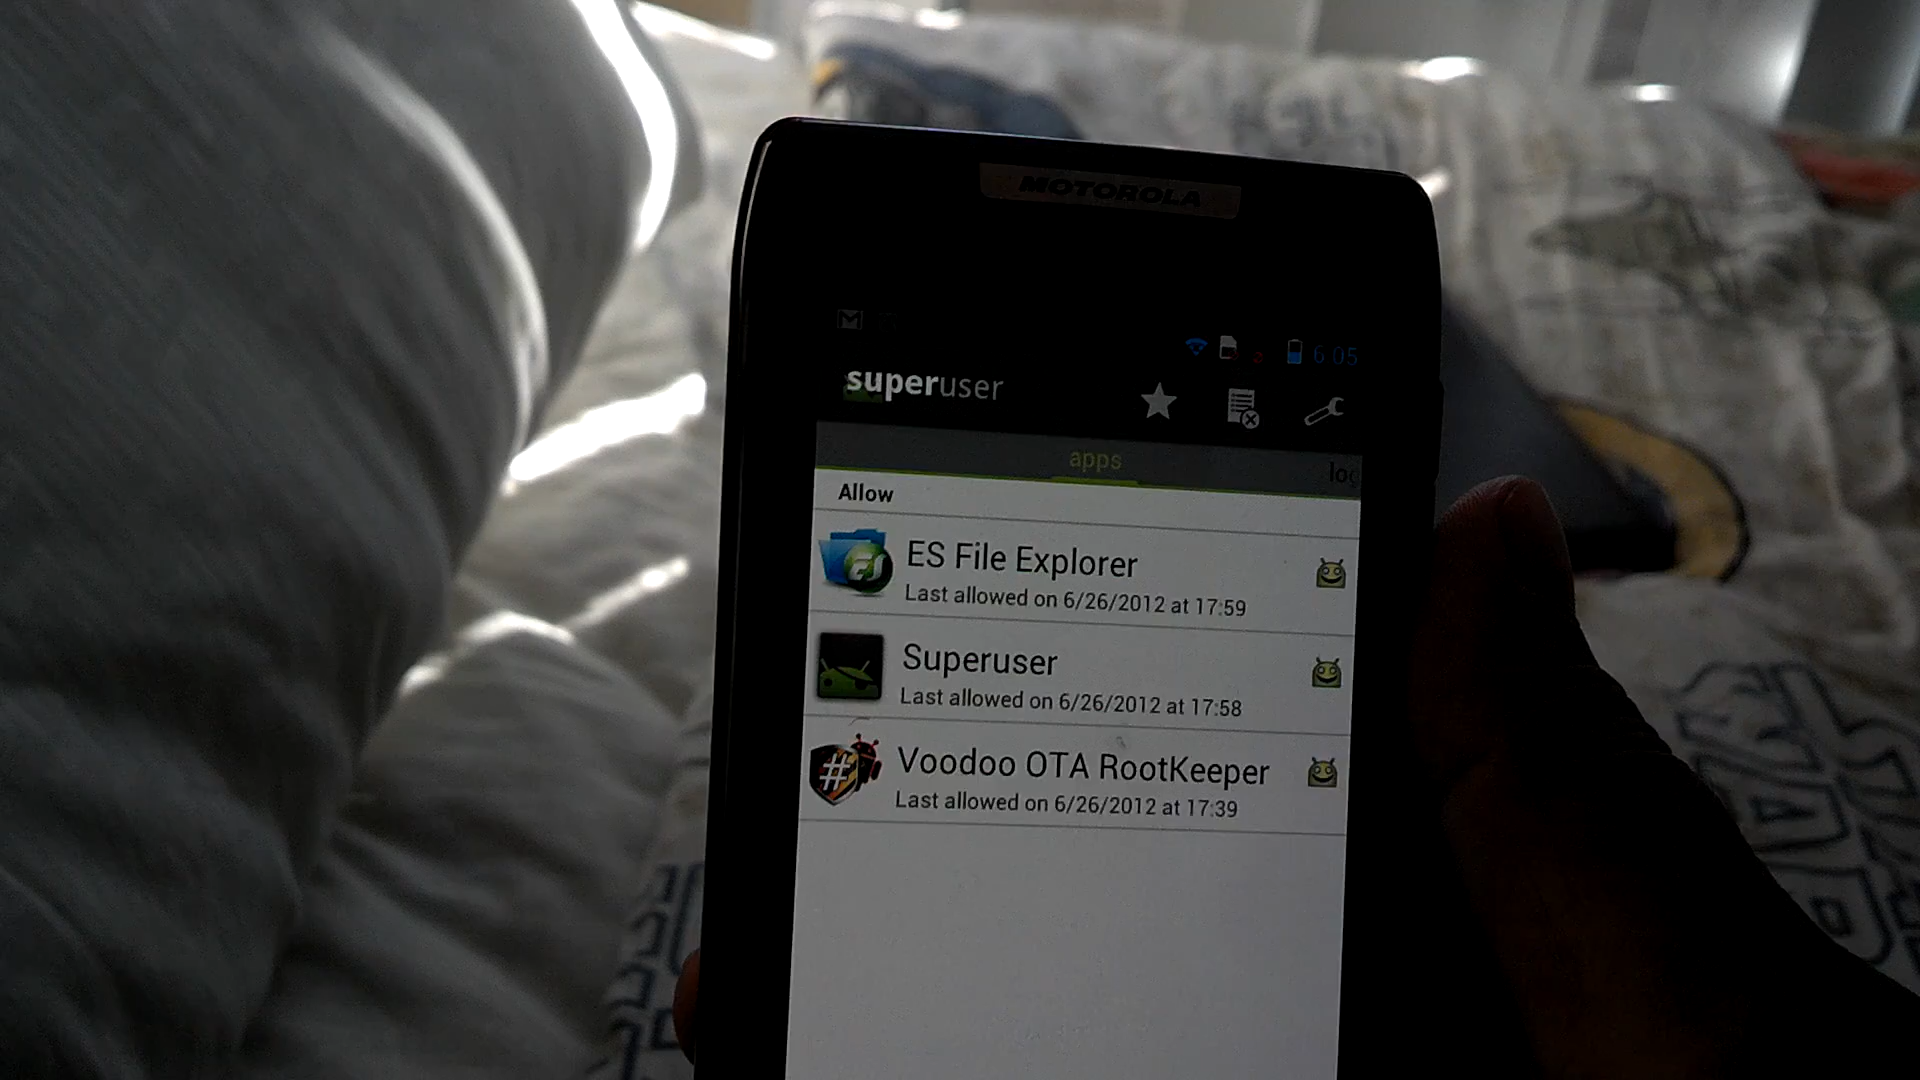 MOTOROLA
6:05
superuser
apps
log
Allow
ES File Explorer
Last allowed on 6/26/2012 at 17:59
Superuser
Last allowed on 6/26/2012 at 17:58
# Voodoo OTA RootKeeper
Last allowed on 6/26/2012 at 17:39